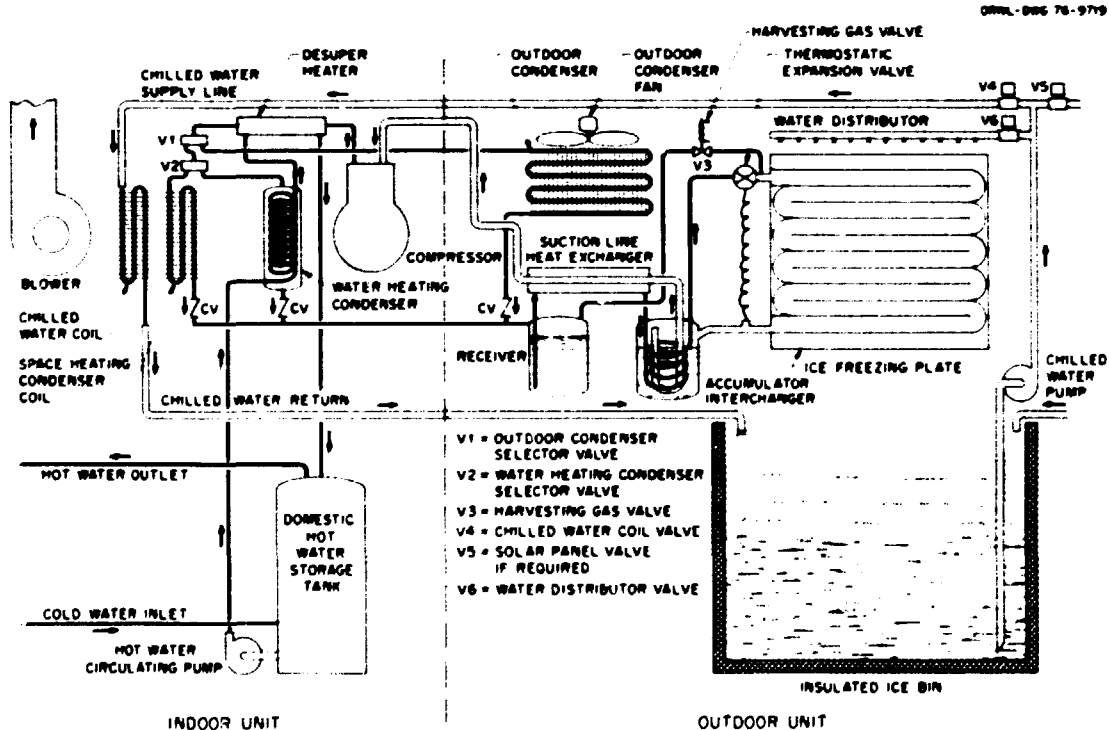 ORNL-DWG 76-9719
HARVESTING GAS VALVE
DESUPER
HEATER
OUTDOOR
CONDENSER
OUTDOOR
CONDENSER
FAN
THERMOSTATIC
EXPANSION VALVE
CHILLED WATER
SUPPLY LINE
V4
V5
V6
WATER DISTRIBUTOR
V1
V2
V3
COMPRESSOR
SUCTION LINE
HEAT EXCHANGER
BLOWER
WATER HEATING
CONDENSER
CV
CV
CV
CHILLED
WATER COIL
RECEIVER
SPACE HEATING
CONDENSER
COIL
ICE FREEZING PLATE
CHILLED
WATER
PUMP
ACCUMULATOR
INTERCHANGER
CHILLED WATER RETURN
V1 = OUTDOOR CONDENSER
SELECTOR VALVE
V2 = WATER HEATING CONDENSER
SELECTOR VALVE
V3 = HARVESTING GAS VALVE
V4 = CHILLED WATER COIL VALVE
V5 = SOLAR PANEL VALVE
IF REQUIRED
V6 = WATER DISTRIBUTOR VALVE
HOT WATER OUTLET
DOMESTIC
HOT
WATER
STORAGE
TANK
COLD WATER INLET
HOT WATER
CIRCULATING PUMP
INSULATED ICE BIN
INDOOR UNIT
OUTDOOR UNIT